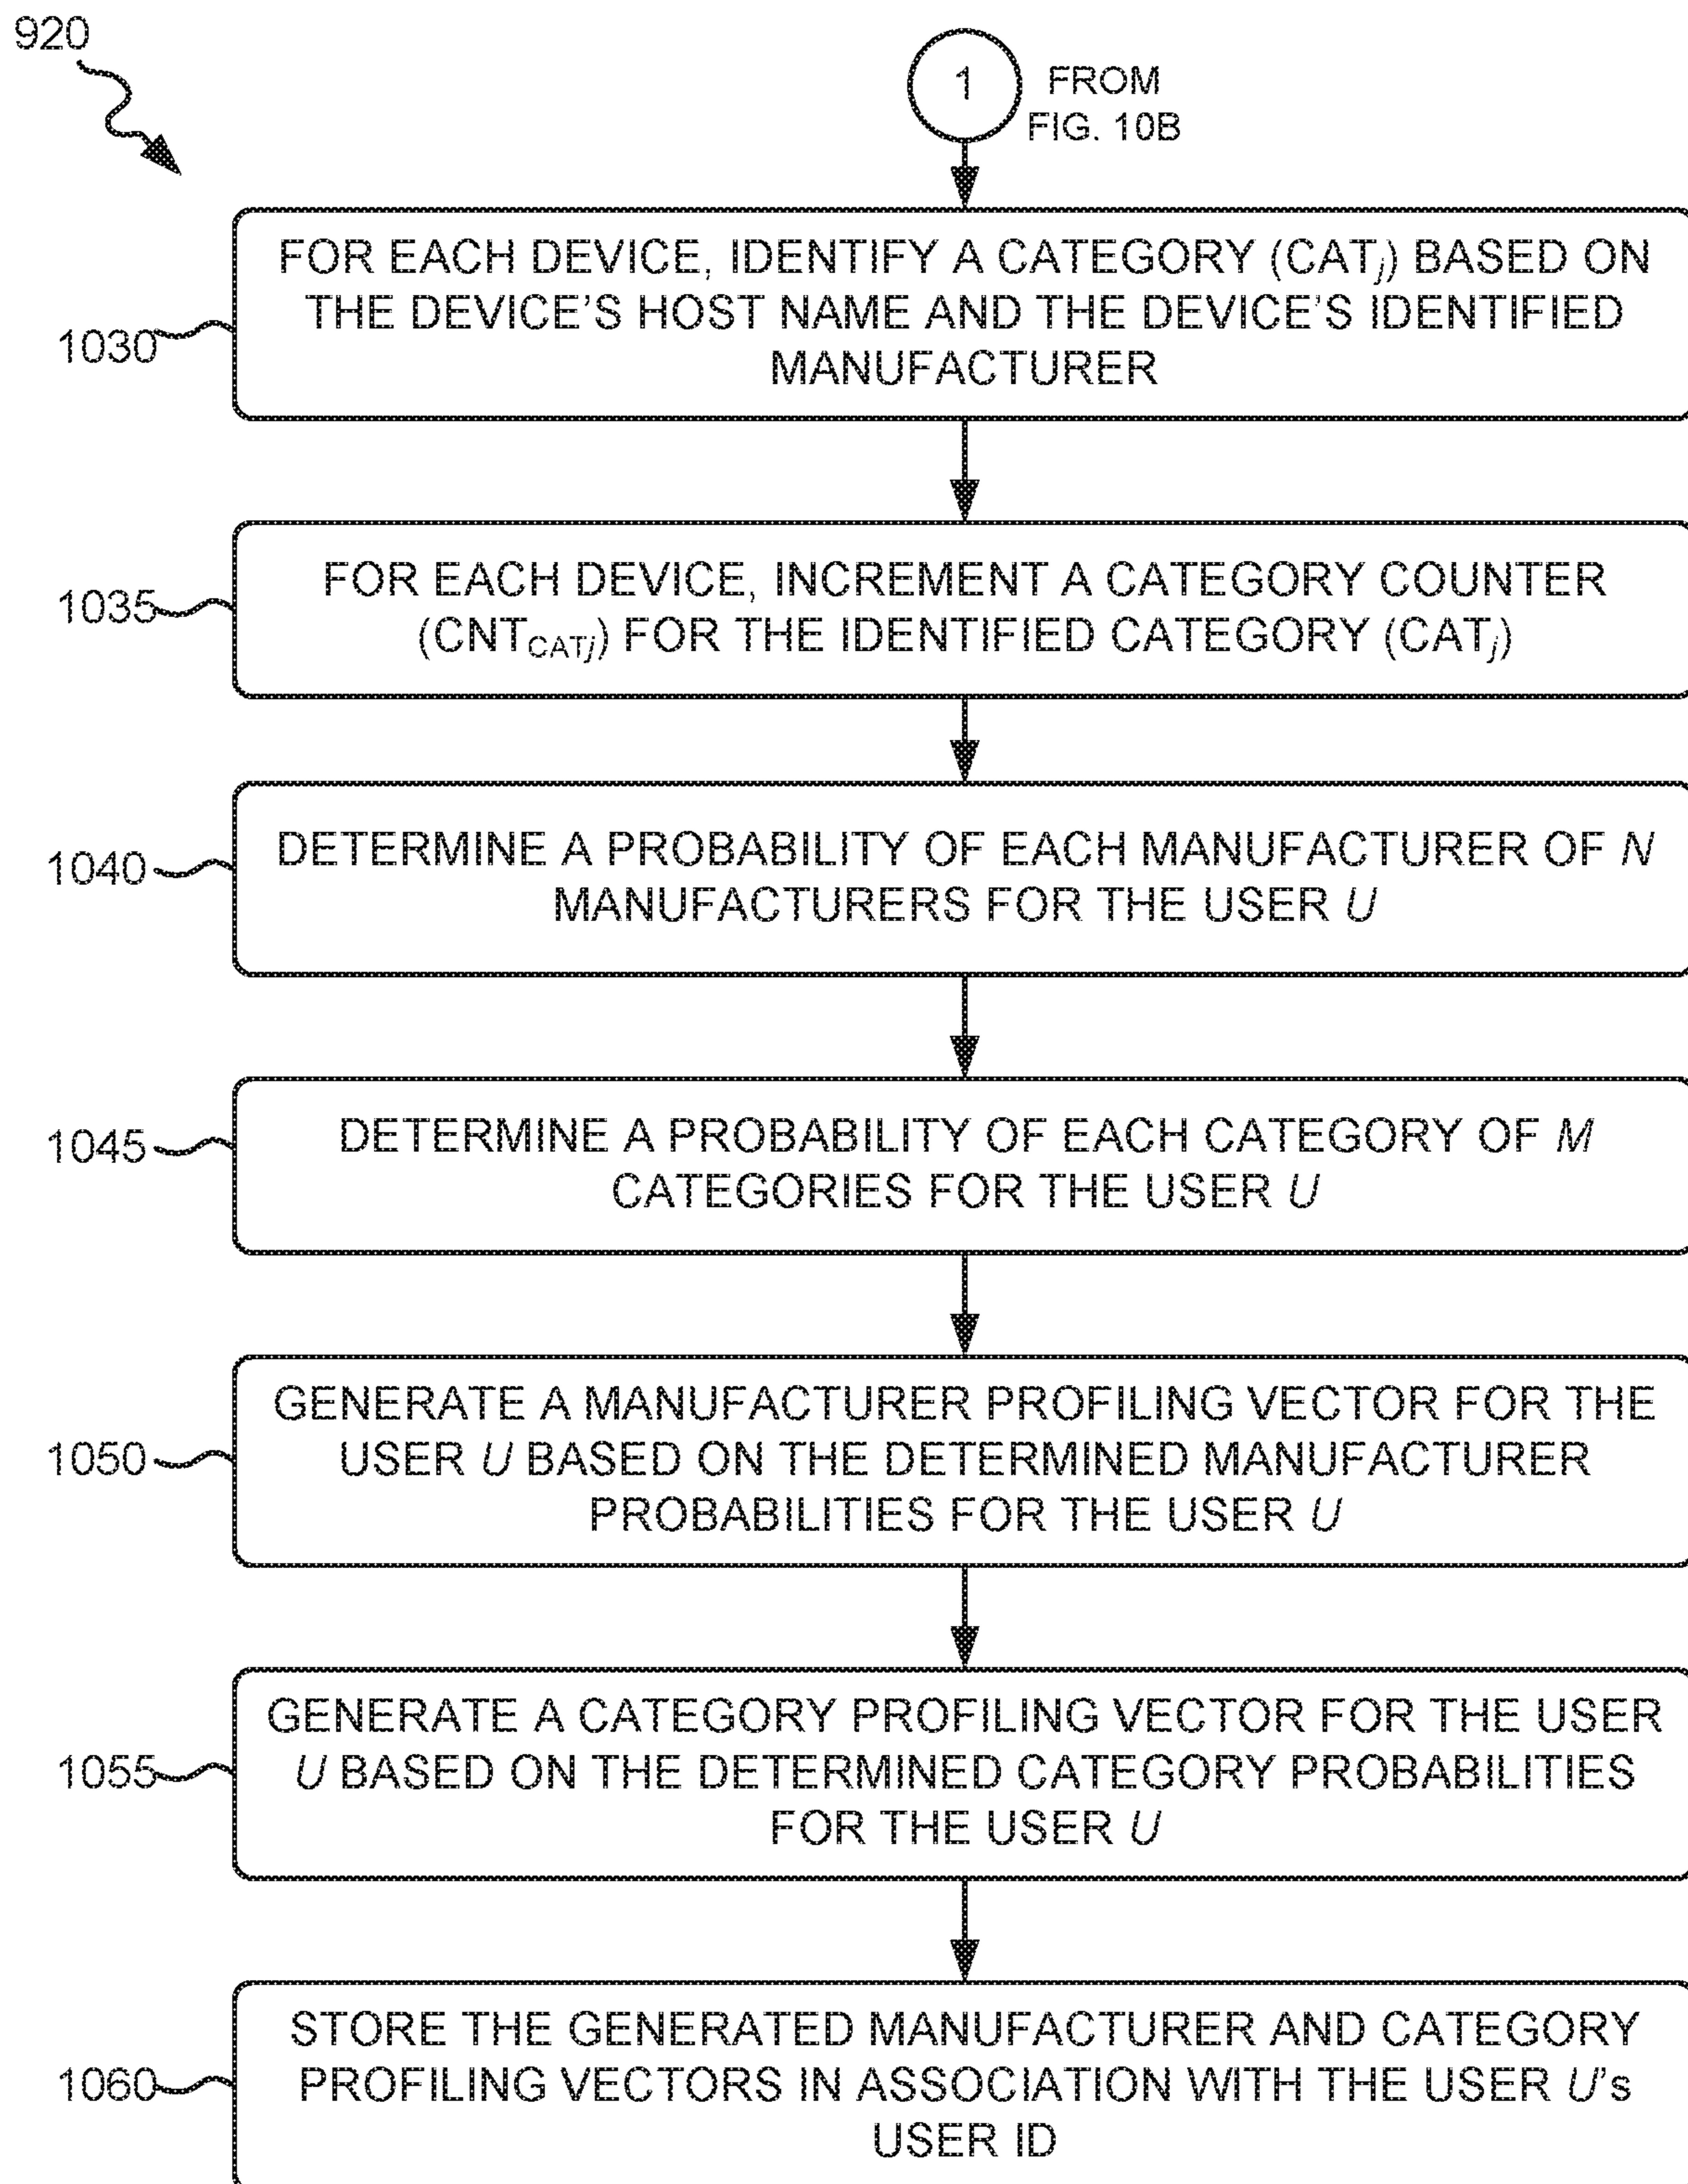 920
1
FROM
FIG. 10B
FOR EACH DEVICE, IDENTIFY A CATEGORY (CATj) BASED ON
THE DEVICE'S HOST NAME AND THE DEVICE'S IDENTIFIED
MANUFACTURER
1030
FOR EACH DEVICE, INCREMENT A CATEGORY COUNTER
(CNTCATj) FOR THE IDENTIFIED CATEGORY (CATj)
1035
DETERMINE A PROBABILITY OF EACH MANUFACTURER OF N
MANUFACTURERS FOR THE USER U
1040
DETERMINE A PROBABILITY OF EACH CATEGORY OF M
CATEGORIES FOR THE USER U
1045
GENERATE A MANUFACTURER PROFILING VECTOR FOR THE
USER U BASED ON THE DETERMINED MANUFACTURER
PROBABILITIES FOR THE USER U
1050
GENERATE A CATEGORY PROFILING VECTOR FOR THE USER
U BASED ON THE DETERMINED CATEGORY PROBABILITIES
FOR THE USER U
1055
STORE THE GENERATED MANUFACTURER AND CATEGORY
PROFILING VECTORS IN ASSOCIATION WITH THE USER U's
USER ID
1060